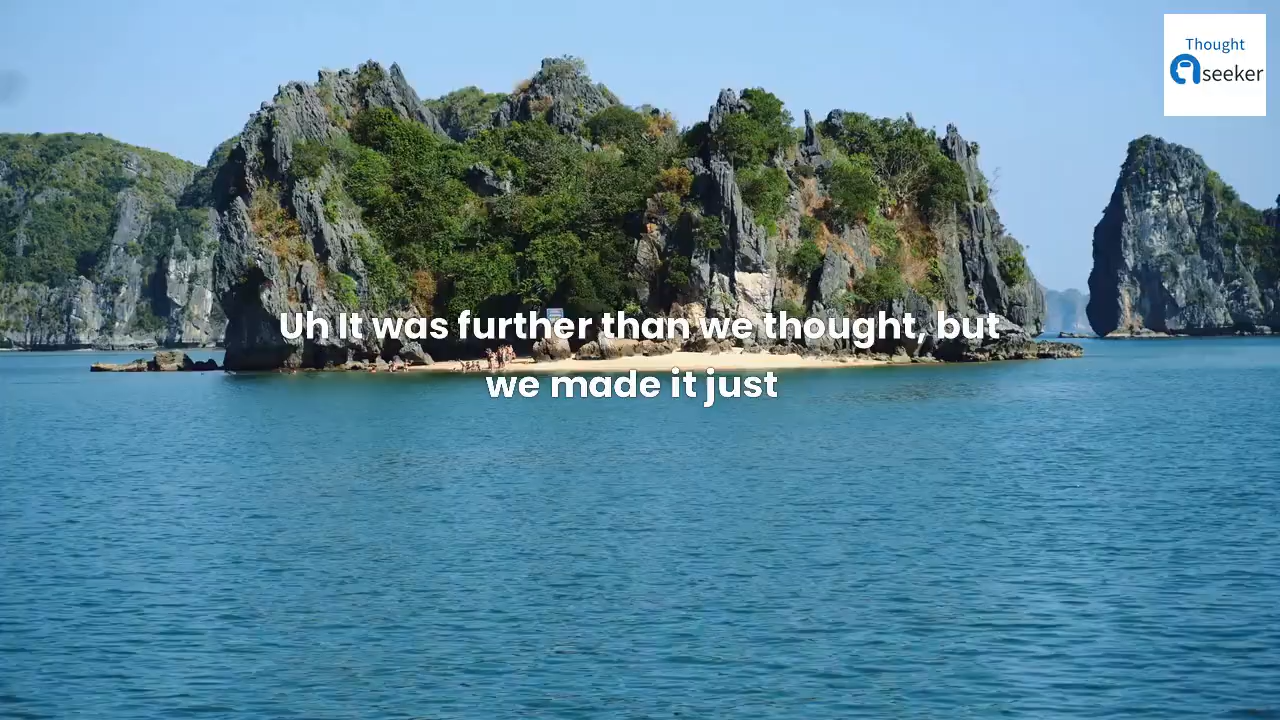 Thought
seeker
Uh It was further than we thought, but
we made it just